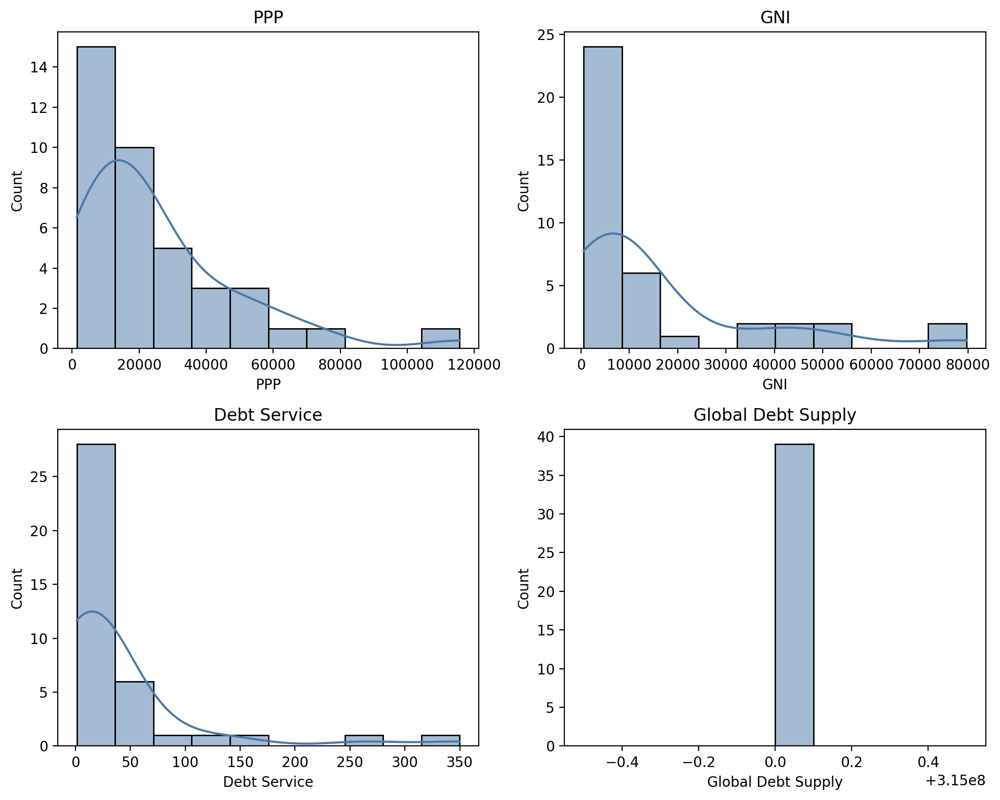 PPP
Count
14
12
10
8
6
4
2
0
0 20000 40000 60000 80000 100000 120000
PPP
GNI
Count
25
20
15
10
5
0
0 10000 20000 30000 40000 50000 60000 70000 80000
GNI
Debt Service
Count
25
20
15
10
5
0
0 50 100 150 200 250 300 350
Debt Service
Global Debt Supply
Count
40
35
30
25
20
15
10
5
0
−0.4 −0.2 0.0 0.2 0.4
Global Debt Supply
+3.15e8